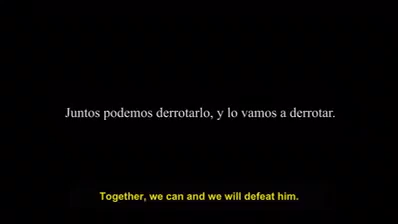 Juntos podemos derrotarlo, y lo vamos a derrotar.
Together, we can and we will defeat him.